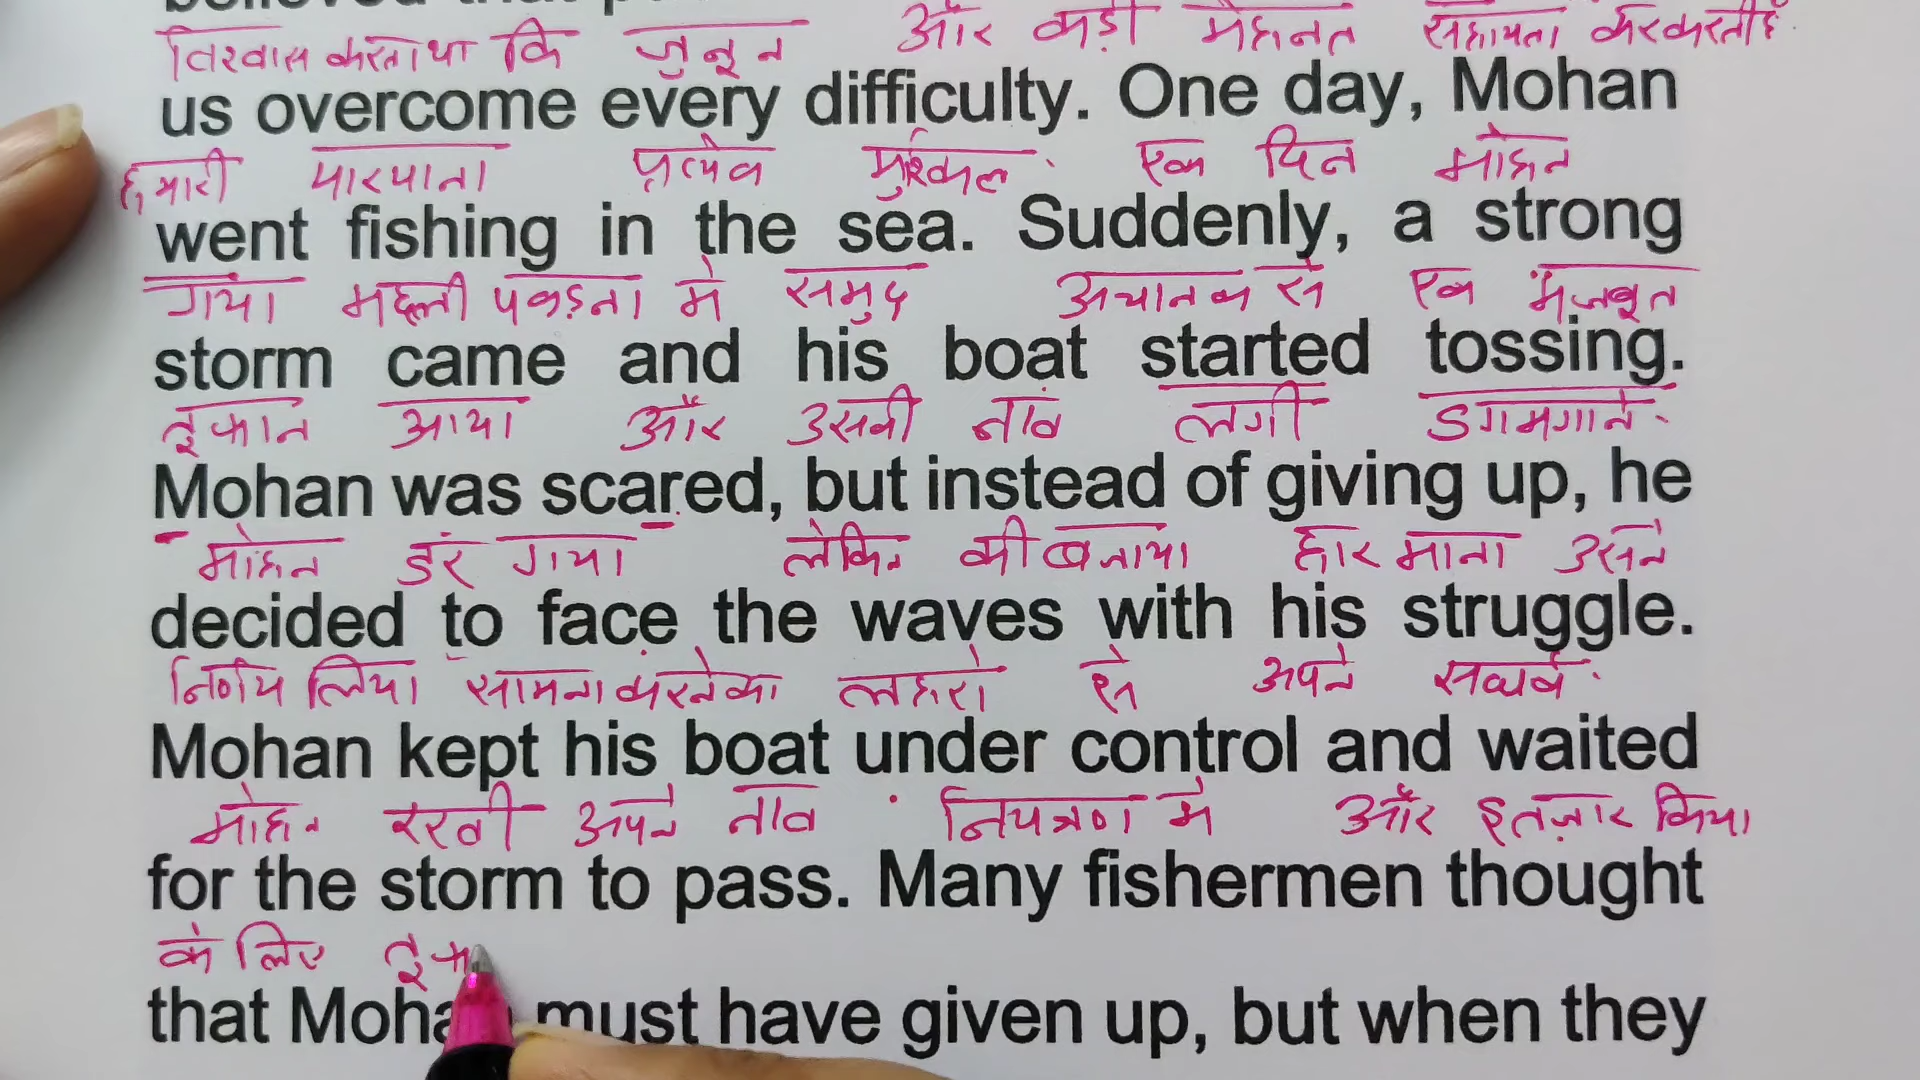 विश्वास करता था कि जुनून और कड़ी मेहनत सहायता कर करती है
us overcome every difficulty. One day, Mohan
हमारी पारपाना प्रत्येक मुश्किल एक दिन मोहन
went fishing in the sea. Suddenly, a strong
गया मछली पकड़ना मे समुद्र अचानक से एक मजबूत
storm came and his boat started tossing.
तूफान आया और उसकी नाव लगी डगमगाने
Mohan was scared, but instead of giving up, he
मोहन डर गया लेकिन की बजाया हार माना उसने
decided to face the waves with his struggle.
निर्णय लिया सामना करने का लहरो से अपने
Mohan kept his boat under control and waited
मोहन रखी अपने नाव नियत्रण मे और इतज़ार किया
for the storm to pass. Many fishermen thought
के लिए
that must have given up, but when they